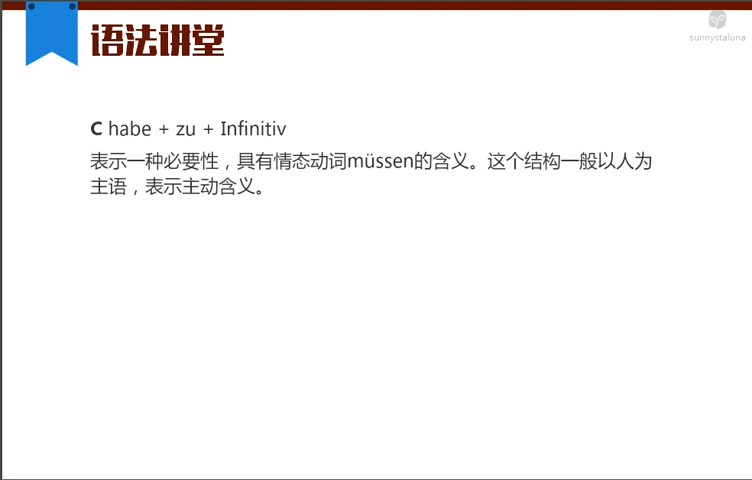 语法讲堂
sunnystaluna
C habe + zu + Infinitiv
表示一种必要性，具有情态动词müssen的含义。这个结构一般以人为
主语，表示主动含义。